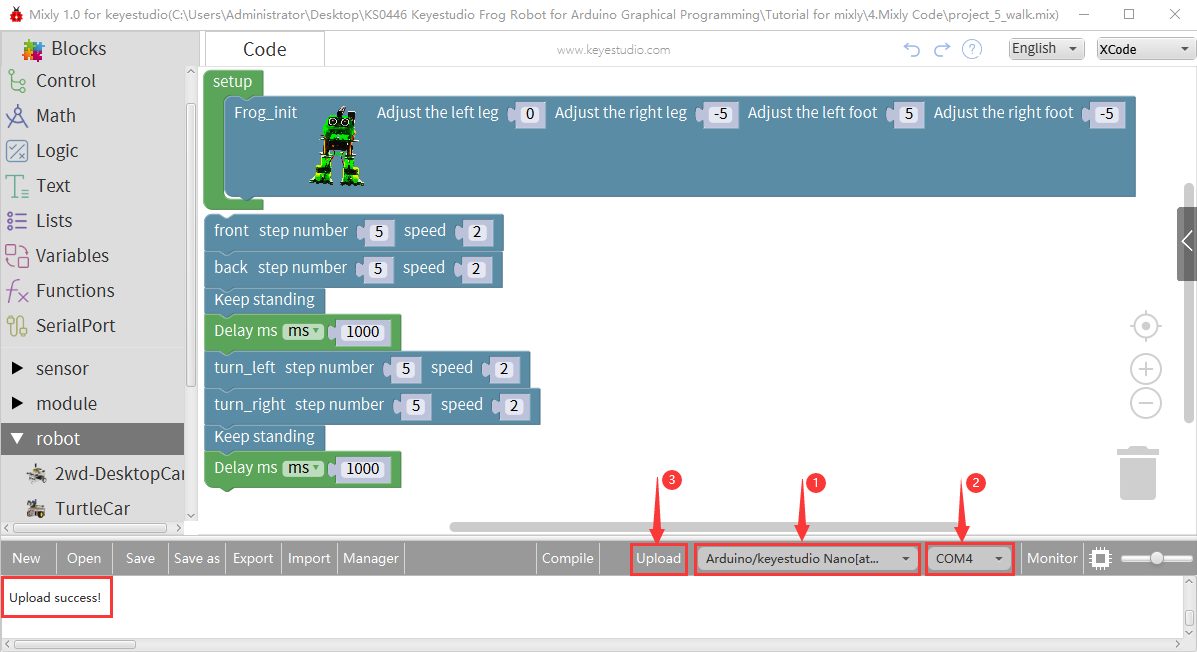 Mixly 1.0 for keyestudio(C:\Users\Administrator\Desktop\KS0446 Keyestudio Frog Robot for Arduino Graphical Programming\Tutorial for mixly\4.Mixly Code\project_5_walk.mix)
Blocks
Code
www.keyestudio.com
?
English
XCode
Control
Math
Logic
Text
Lists
Variables
Functions
SerialPort
sensor
module
robot
2wd-DesktopCar
TurtleCar
setup
Frog_init Adjust the left leg 0 Adjust the right leg -5 Adjust the left foot 5 Adjust the right foot -5
front step number 5 speed 2
back step number 5 speed 2
Keep standing
Delay ms ms 1000
turn_left step number 5 speed 2
turn_right step number 5 speed 2
Keep standing
Delay ms ms 1000
3
1
2
New Open Save Save as Export Import Manager Compile Upload Arduino/keyestudio Nano[at... COM4 Monitor
Upload success!